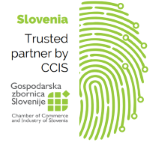 Slovenia
Trusted
partner by
CCIS
Gospodarska
zbornica
Slovenije
Chamber of Commerce
and Industry of Slovenia